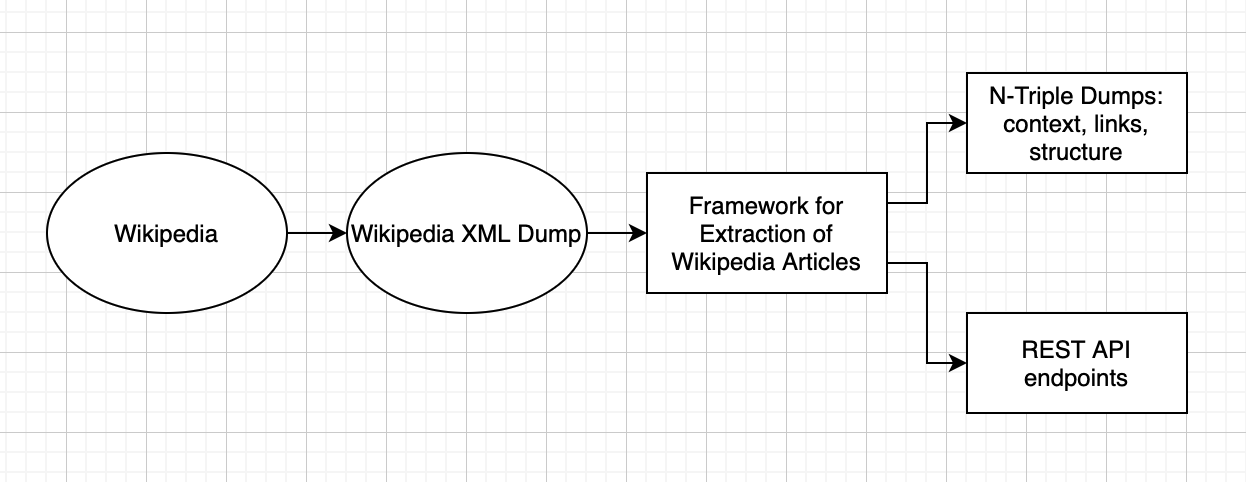 Wikipedia
Wikipedia XML Dump
Framework for
Extraction of
Wikipedia Articles
N-Triple Dumps:
context, links,
structure
REST API
endpoints